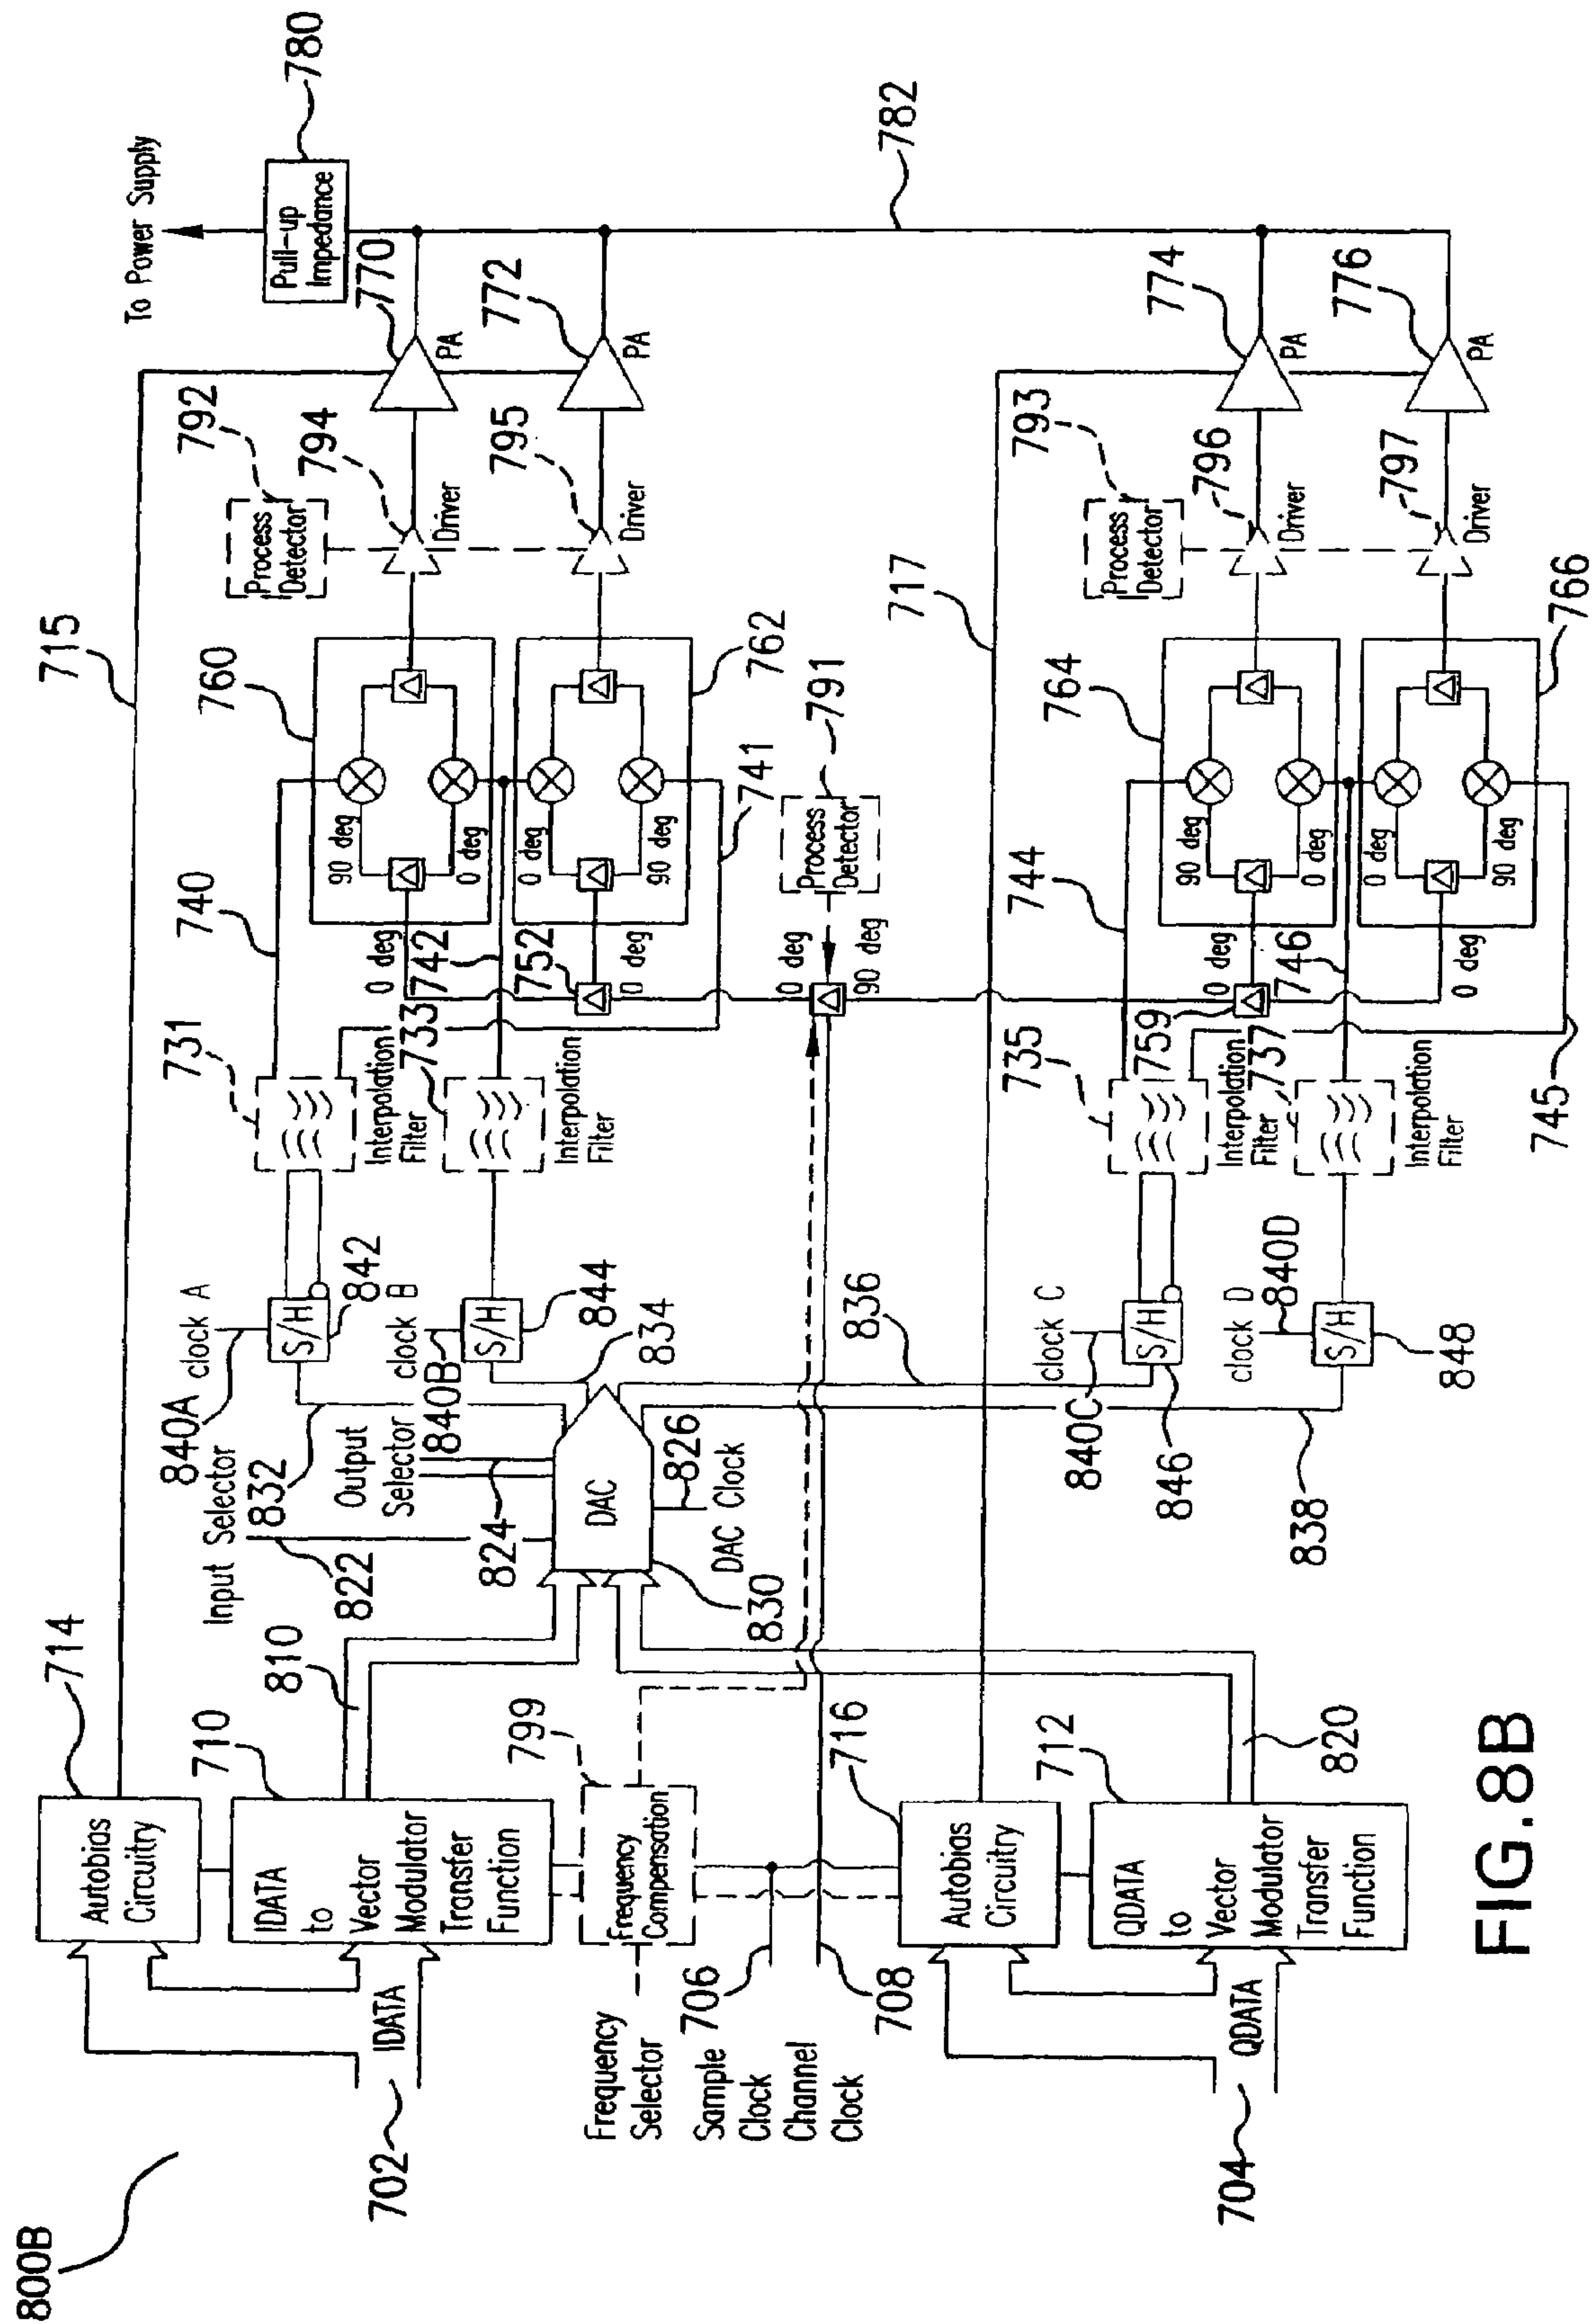 800B
702
IDATA
704
QDATA
Frequency
Selector
Sample
Clock
Channel
Clock
706
708
714
Autobias
Circuitry
710
IDATA
to
Vector
Modulator
Transfer
Function
799
Frequency
Compensation
716
Autobias
Circuitry
712
QDATA
to
Vector
Modulator
Transfer
Function
810
820
Input Selector
822
Output
Selector
824
DAC
826
DAC Clock
830
832
834
836
838
840A
clock A
S/H
842
840B
clock B
S/H
844
840C
clock C
S/H
846
840D
clock D
S/H
848
731
Interpolation
Filter
733
Interpolation
Filter
735
Interpolation
Filter
737
Interpolation
Filter
715
717
740
742
741
744
746
745
0 deg
752
0 deg
0 deg
90 deg
759
0 deg
0 deg
760
90 deg
0 deg
762
0 deg
90 deg
764
90 deg
0 deg
766
0 deg
90 deg
791
Process
Detector
792
Process
Detector
793
Process
Detector
794
Driver
795
Driver
796
Driver
797
Driver
770
PA
772
PA
774
PA
776
PA
To Power Supply
Pull-up
Impedance
780
782
FIG.8B